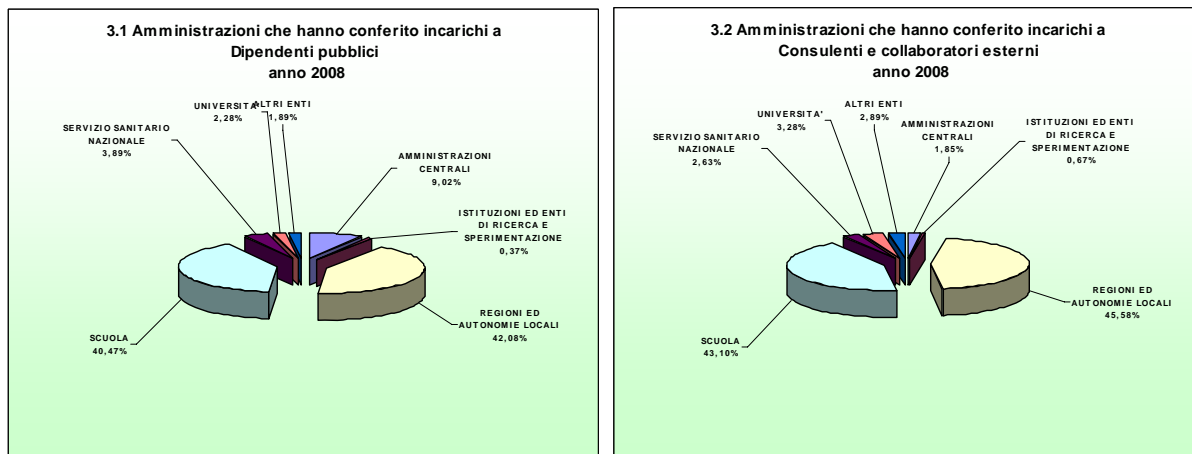 3.1 Amministrazioni che hanno conferito incarichi a
Dipendenti pubblici
anno 2008
UNIVERSITA'
2,28%
ALTRI ENTI
1,89%
SERVIZIO SANITARIO
NAZIONALE
3,89%
AMMINISTRAZIONI
CENTRALI
9,02%
ISTITUZIONI ED ENTI
DI RICERCA E
SPERIMENTAZIONE
0,37%
REGIONI ED
AUTONOMIE LOCALI
42,08%
SCUOLA
40,47%
3.2 Amministrazioni che hanno conferito incarichi a
Consulenti e collaboratori esterni
anno 2008
SERVIZIO SANITARIO
NAZIONALE
2,63%
UNIVERSITA'
3,28%
ALTRI ENTI
2,89%
AMMINISTRAZIONI
CENTRALI
1,85%
ISTITUZIONI ED ENTI
DI RICERCA E
SPERIMENTAZIONE
0,67%
REGIONI ED
AUTONOMIE LOCALI
45,58%
SCUOLA
43,10%